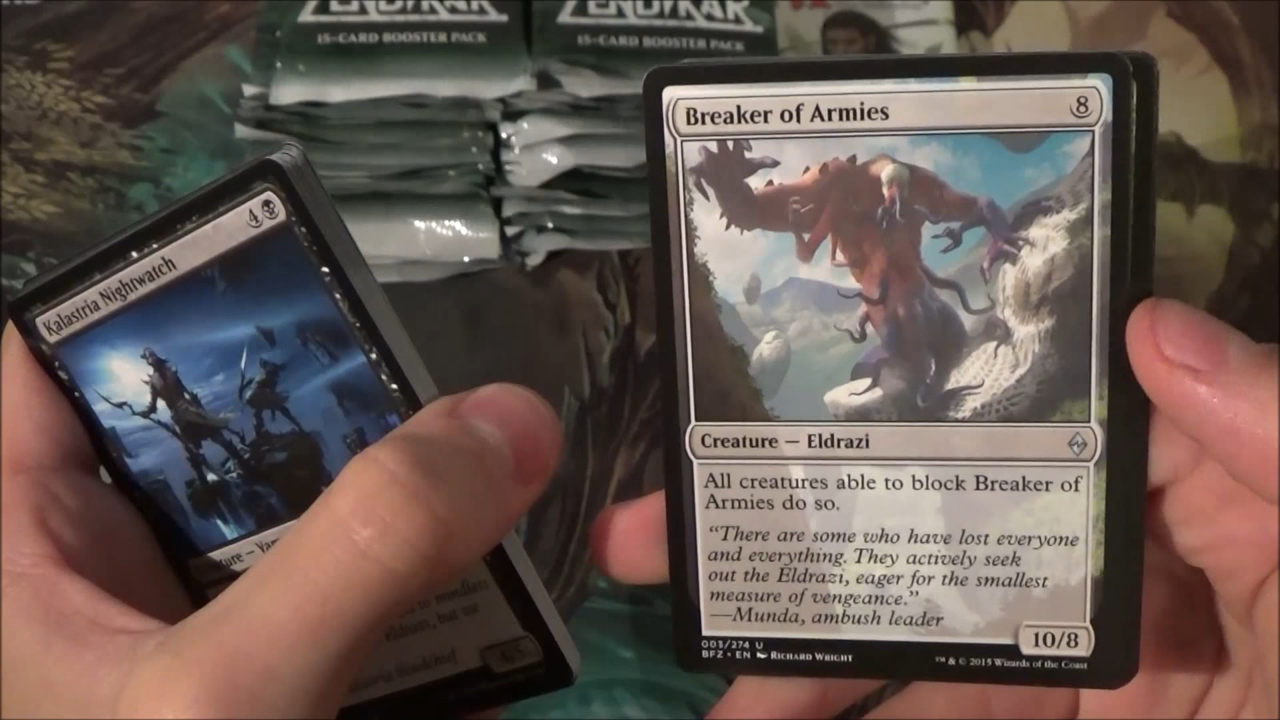 ZENDIKAR
15-CARD BOOSTER PACK
ZENDIKAR
15-CARD BOOSTER PACK
Kalastria Nightwatch
4
Breaker of Armies
8
Creature — Eldrazi
All creatures able to block Breaker of
Armies do so.
“There are some who have lost everyone
and everything. They actively seek
out the Eldrazi, eager for the smallest
measure of vengeance.”
—Munda, ambush leader
10/8
003/274 U
BFZ • EN RICHARD WRIGHT
™ & © 2015 Wizards of the Coast